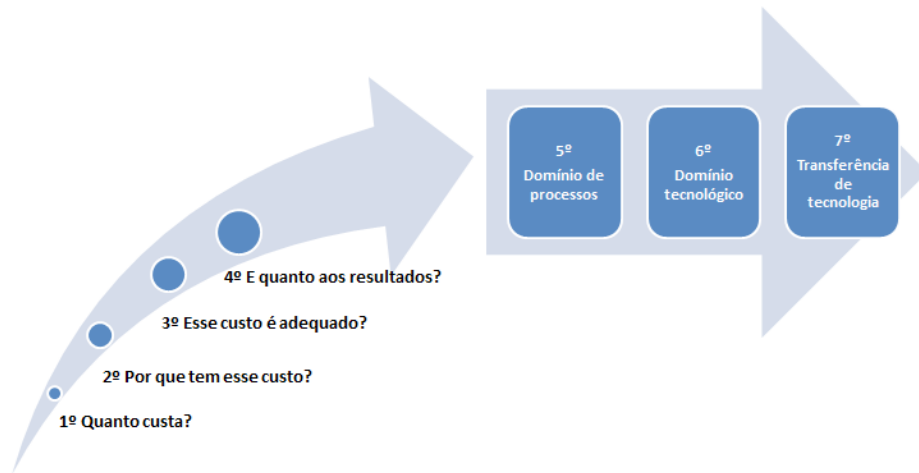 5º
Domínio de
processos
6º
Domínio
tecnológico
7º
Transferência
de
tecnologia
4º E quanto aos resultados?
3º Esse custo é adequado?
2º Por que tem esse custo?
1º Quanto custa?